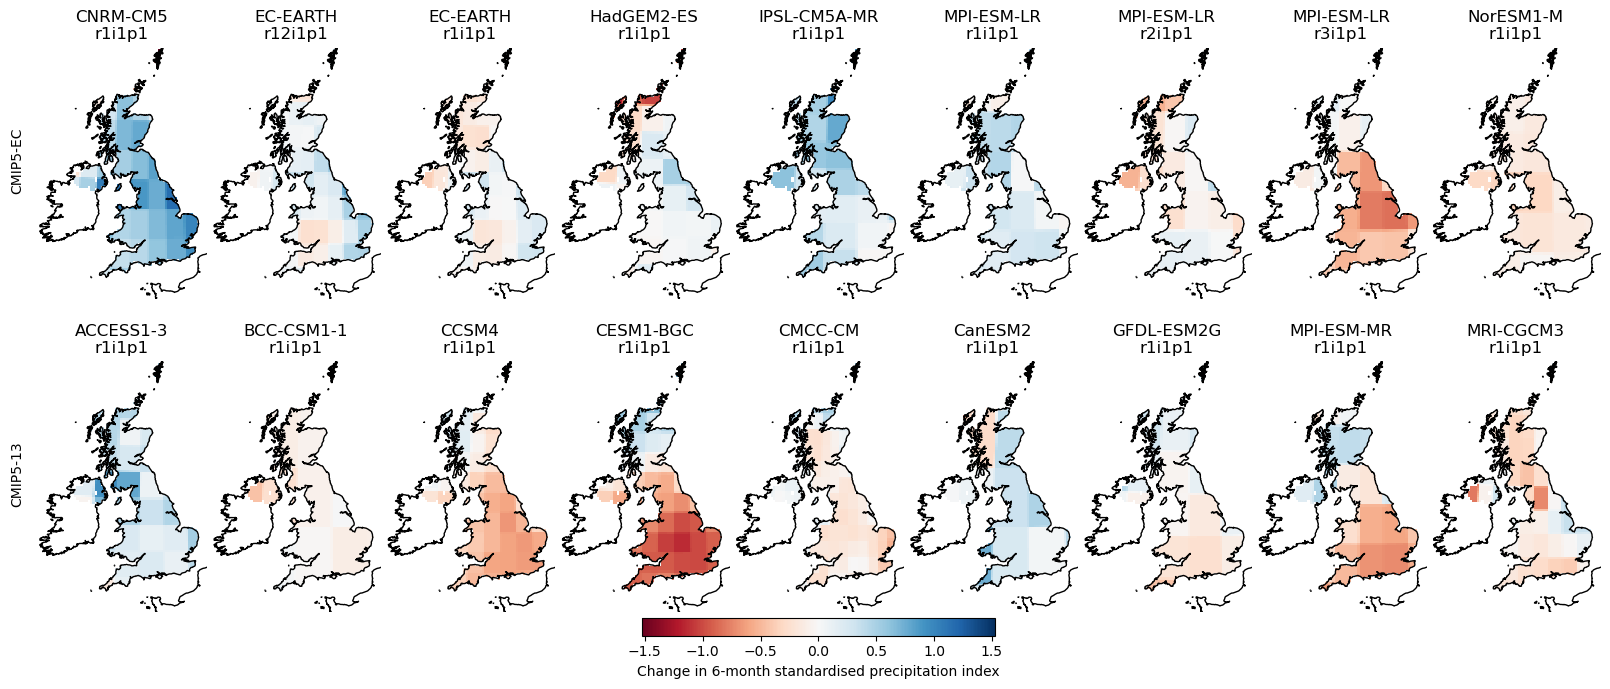 CNRM-CM5
r1i1p1
EC-EARTH
r12i1p1
EC-EARTH
r1i1p1
HadGEM2-ES
r1i1p1
IPSL-CM5A-MR
r1i1p1
MPI-ESM-LR
r1i1p1
MPI-ESM-LR
r2i1p1
MPI-ESM-LR
r3i1p1
NorESM1-M
r1i1p1
CMIP5-EC
ACCESS1-3
r1i1p1
BCC-CSM1-1
r1i1p1
CCSM4
r1i1p1
CESM1-BGC
r1i1p1
CMCC-CM
r1i1p1
CanESM2
r1i1p1
GFDL-ESM2G
r1i1p1
MPI-ESM-MR
r1i1p1
MRI-CGCM3
r1i1p1
CMIP5-13
−1.5 −1.0 −0.5 0.0 0.5 1.0 1.5
Change in 6-month standardised precipitation index